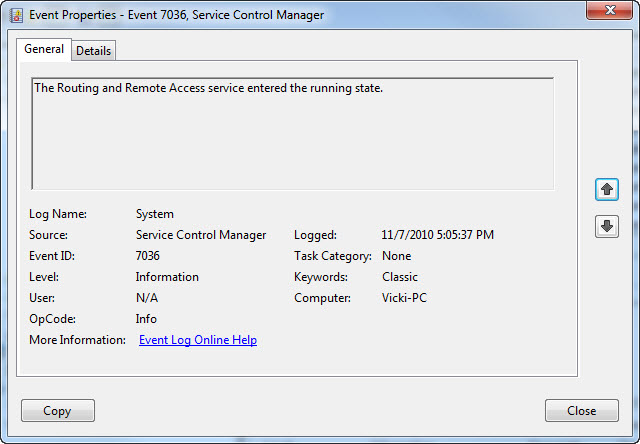 Event Properties - Event 7036, Service Control Manager
General Details
The Routing and Remote Access service entered the running state.
Log Name: System
Source: Service Control Manager Logged: 11/7/2010 5:05:37 PM
Event ID: 7036 Task Category: None
Level: Information Keywords: Classic
User: N/A Computer: Vicki-PC
OpCode: Info
More Information: Event Log Online Help
Copy Close